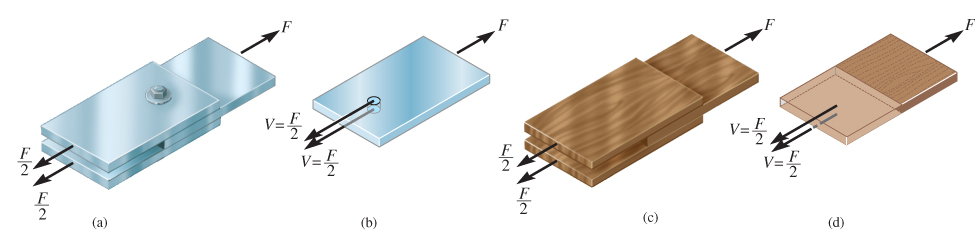 F
F/2
F/2
(a)
F
V= F/2
V= F/2
(b)
F
F/2
F/2
(c)
F
V= F/2
V= F/2
(d)